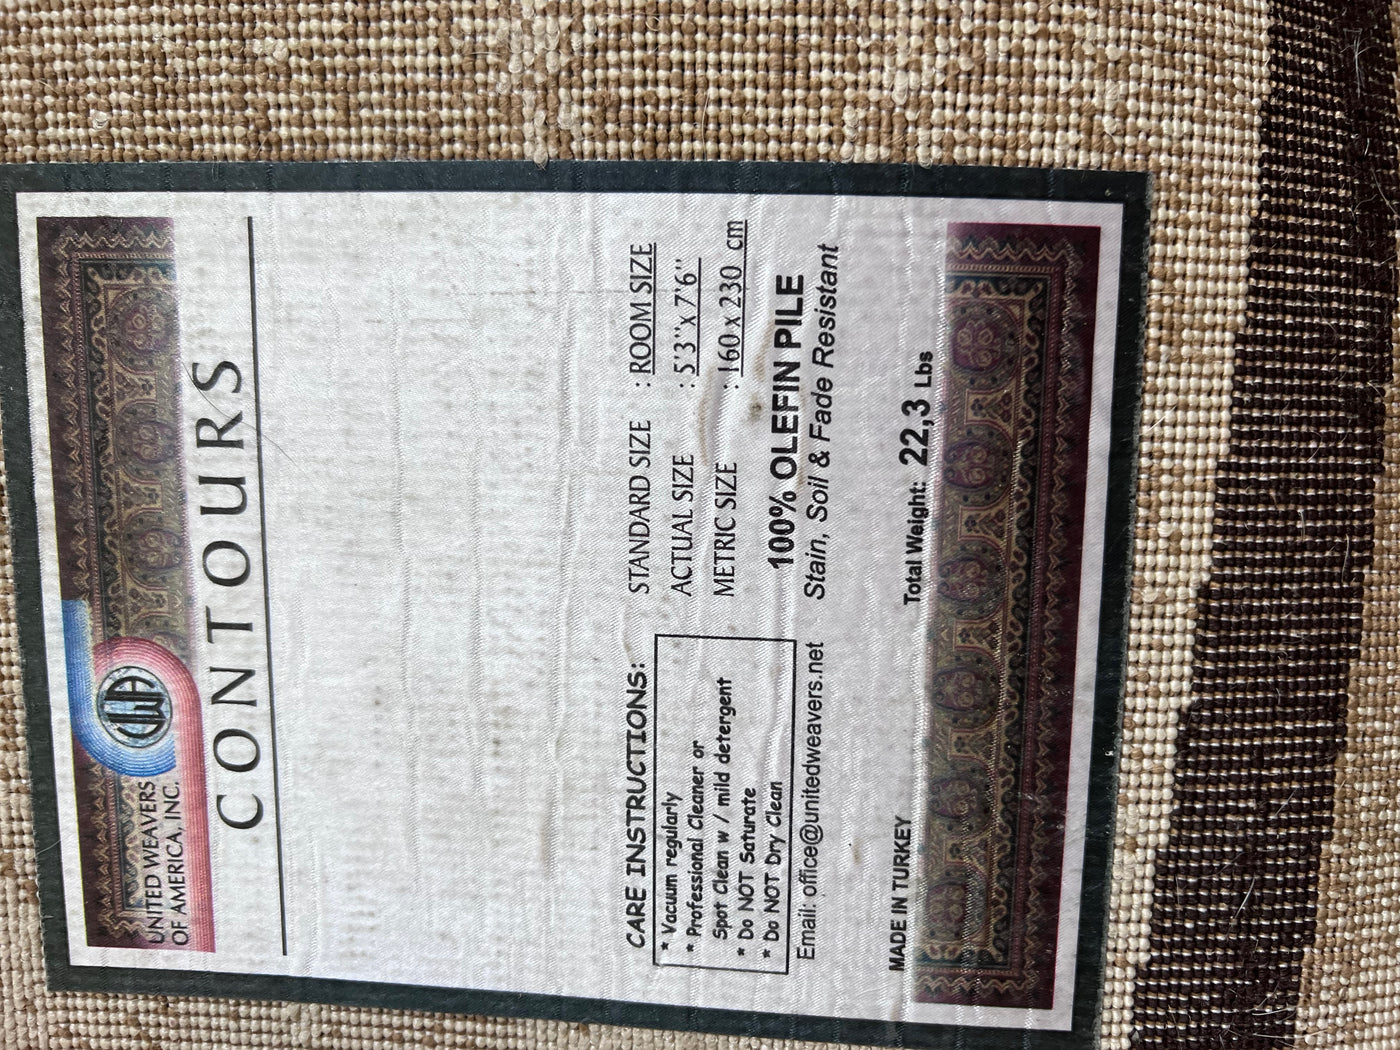 UNITED WEAVERS
OF AMERICA, INC.
UWA
CONTOURS
CARE INSTRUCTIONS:
* Vacuum regularly
* Professional Cleaner or
Spot Clean w / mild detergent
* Do NOT Saturate
* Do NOT Dry Clean
Email: office@unitedweavers.net
STANDARD SIZE : ROOM SIZE
ACTUAL SIZE : 5'3"x 7'6"
METRIC SIZE : 160 x 230 cm
100% OLEFIN PILE
Stain, Soil & Fade Resistant
MADE IN TURKEY
Total Weight: 22,3 Lbs